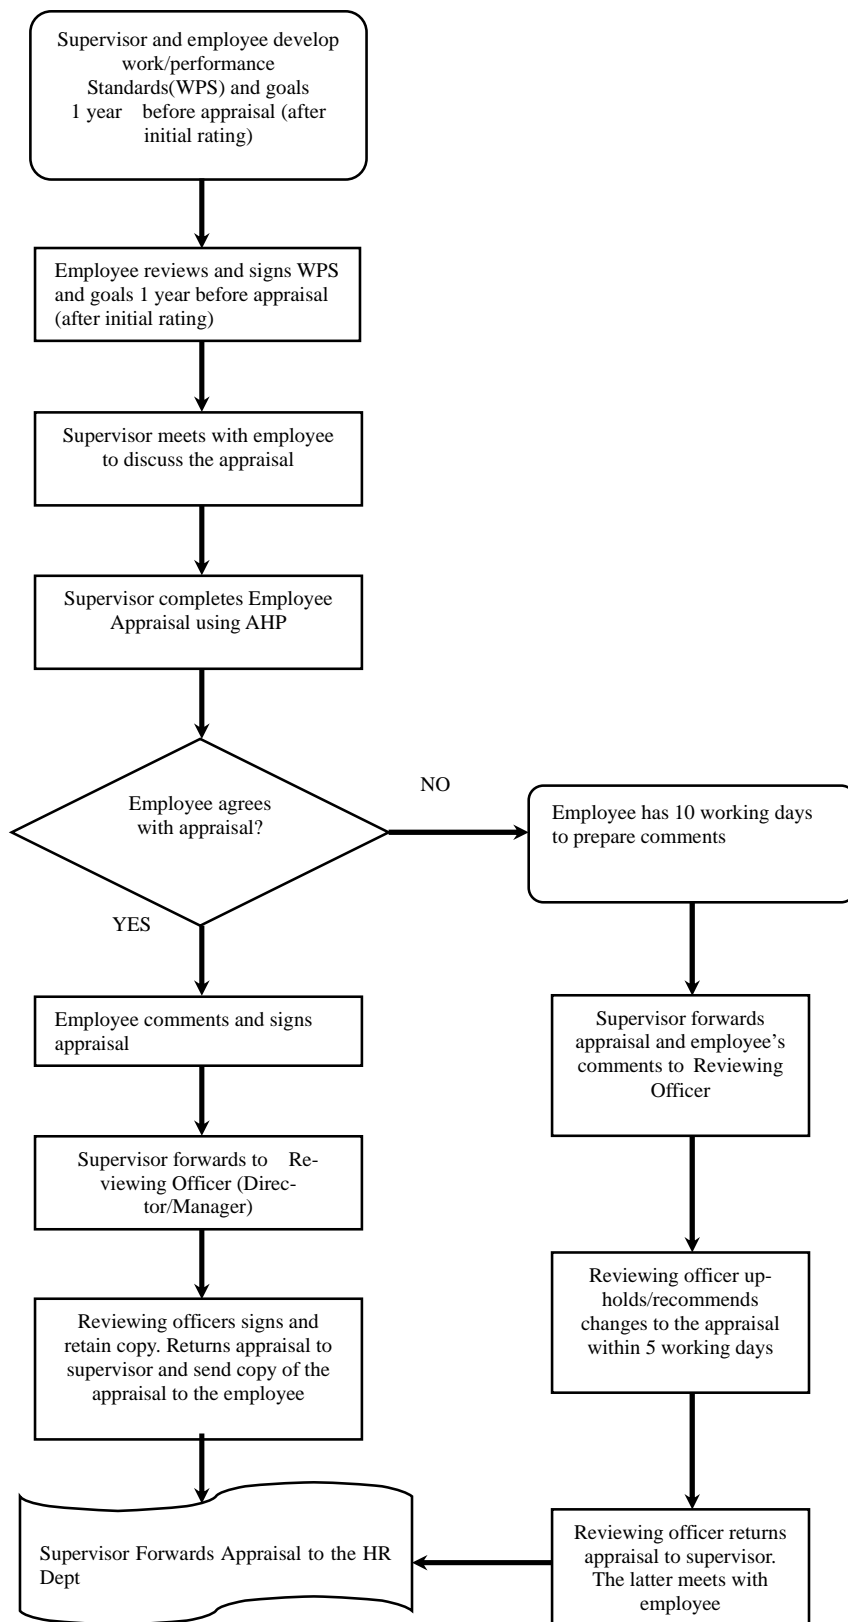 Supervisor and employee develop
work/performance
Standards(WPS) and goals
1 year before appraisal (after
initial rating)
Employee reviews and signs WPS
and goals 1 year before appraisal
(after initial rating)
Supervisor meets with employee
to discuss the appraisal
Supervisor completes Employee
Appraisal using AHP
Employee agrees
with appraisal?
NO
Employee has 10 working days
to prepare comments
YES
Employee comments and signs
appraisal
Supervisor forwards
appraisal and employee's
comments to Reviewing
Officer
Supervisor forwards to Re-
viewing Officer (Direc-
tor/Manager)
Reviewing officers signs and
retain copy. Returns appraisal to
supervisor and send copy of the
appraisal to the employee
Reviewing officer up-
holds/recommends
changes to the appraisal
within 5 working days
Supervisor Forwards Appraisal to the HR
Dept
Reviewing officer returns
appraisal to supervisor.
The latter meets with
employee